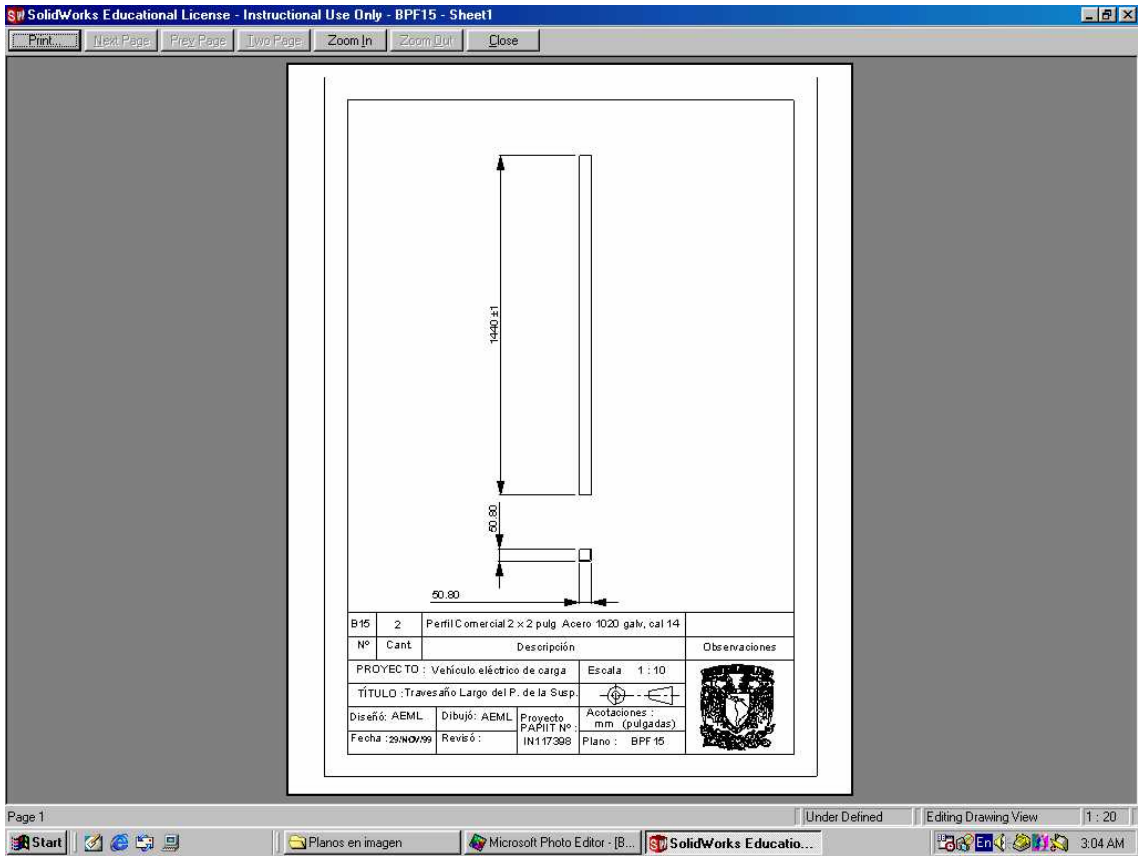 SolidWorks Educational License - Instructional Use Only - BPF15 - Sheet1
Print... Next Page Prev Page Two Page Zoom In Zoom Out Close
1440 ±1
50.80
50.80
B15 2 Perfil Comercial 2 x 2 pulg Acero 1020 galv, cal 14
Nº Cant Descripción Observaciones
PROYECTO : Vehículo eléctrico de carga Escala 1 : 10
TÍTULO : Travesaño Largo del P. de la Susp.
Diseñó: AEML Dibujó: AEML Proyecto PAPIIT Nº : IN117398 Acotaciones : mm (pulgadas)
Fecha : 29/NOV/99 Revisó : Plano : BPF 15
Page 1 Under Defined Editing Drawing View 1 : 20
Start Planos en imagen Microsoft Photo Editor - [B... SolidWorks Educatio... En 3:04 AM